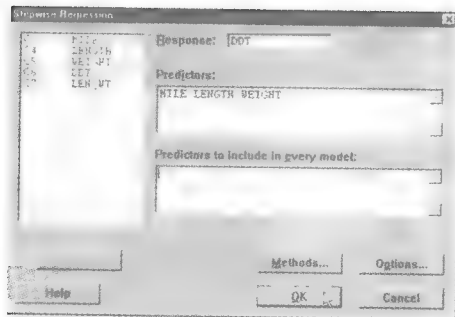 Stepwise Regression
MILE
LENGTH
WEIGHT
DDT
LEN_WT
Response: DDT
Predictors:
MILE LENGTH WEIGHT
Predictors to include in every model:
Methods...
Options...
Help
OK
Cancel